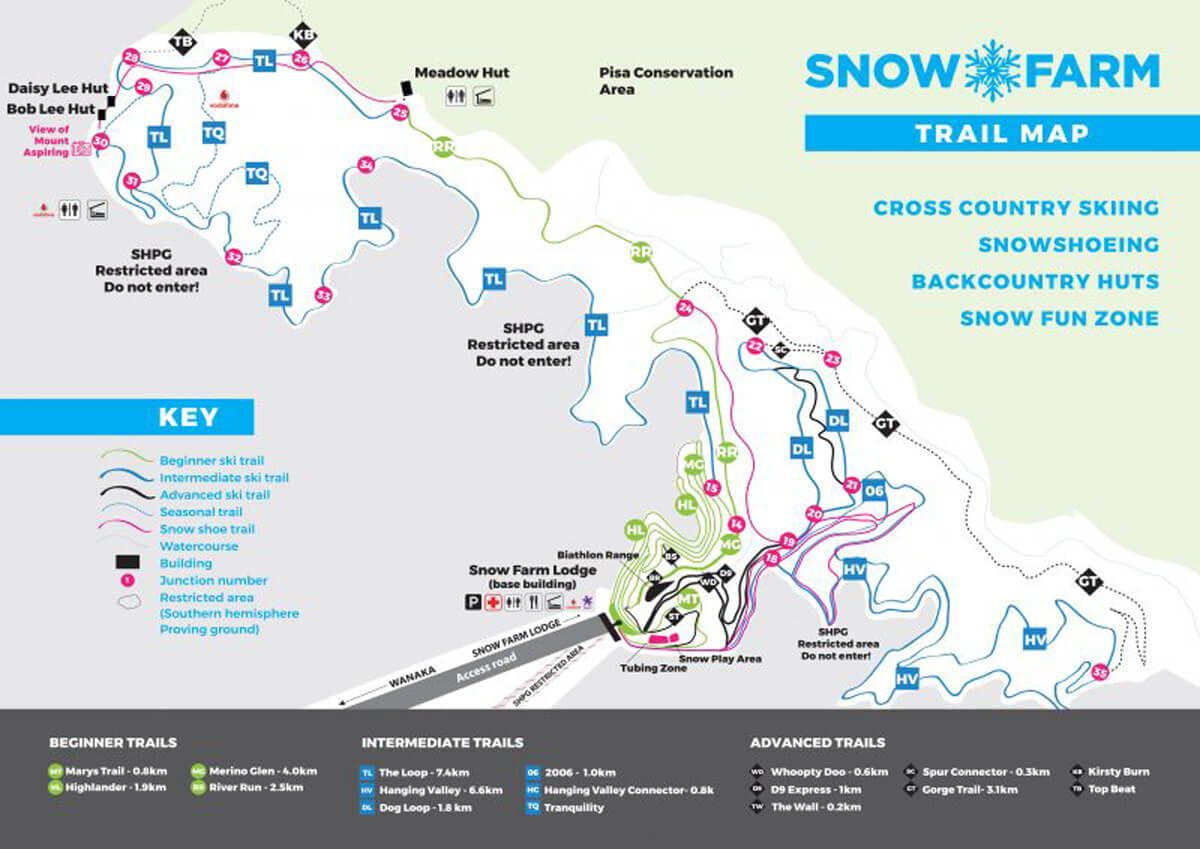 SNOW FARM
TRAIL MAP
CROSS COUNTRY SKIING
SNOWSHOEING
BACKCOUNTRY HUTS
SNOW FUN ZONE
Pisa Conservation
Area
Meadow Hut
Daisy Lee Hut
Bob Lee Hut
View of
Mount
Aspiring
TB
KB
28
27
TL
26
29
vodafone
25
30
TL
TQ
RR
31
TQ
34
TL
SHPG
Restricted area
Do not enter!
32
TL
33
TL
RR
24
SHPG
Restricted area
Do not enter!
TL
GT
22
SC
23
TL
DL
GT
DL
RR
MG
15
21
06
HL
20
14
HL
MG
19
18
Biathlon Range
BS
HV
Snow Farm Lodge
(base building)
D9
WD
MT
ST
GT
P
SHPG
Restricted area
Do not enter!
HV
35
HV
Snow Play Area
Tubing Zone
SNOW FARM LODGE
WANAKA
Access road
SHPG RESTRICTED AREA
KEY
Beginner ski trail
Intermediate ski trail
Advanced ski trail
Seasonal trail
Snow shoe trail
Watercourse
Building
Junction number
Restricted area
(Southern hemisphere
Proving ground)
BEGINNER TRAILS
MT Marys Trail - 0.8km
HL Highlander - 1.9km
MG Merino Glen - 4.0km
RR River Run - 2.5km
INTERMEDIATE TRAILS
TL The Loop - 7.4km
HV Hanging Valley - 6.6km
DL Dog Loop - 1.8 km
06 2006 - 1.0km
HC Hanging Valley Connector- 0.8k
TQ Tranquility
ADVANCED TRAILS
WD Whoopty Doo - 0.6km
D9 D9 Express - 1km
TW The Wall - 0.2km
SC Spur Connector - 0.3km
GT Gorge Trail- 3.1km
KB Kirsty Burn
TB Top Beat